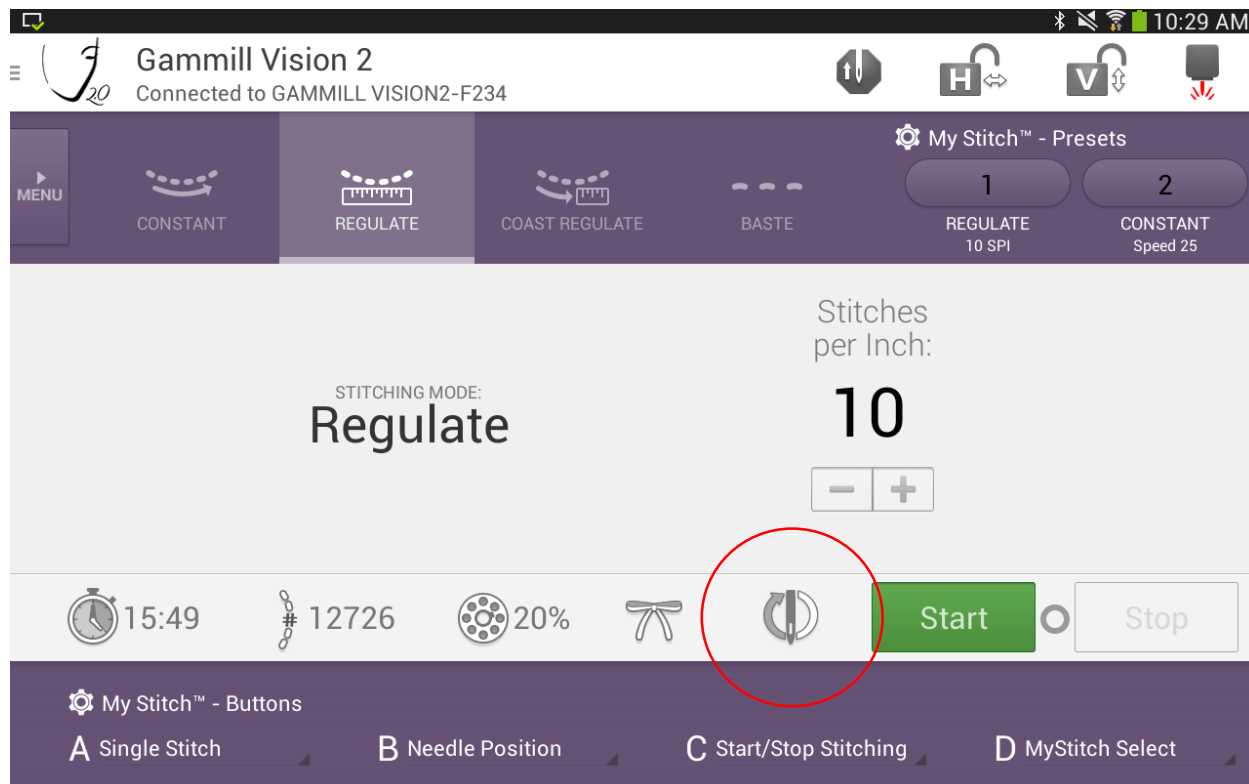 10:29 AM
Gammill Vision 2
Connected to GAMMILL VISION2-F234
2.0
H
V
MENU
CONSTANT
REGULATE
COAST REGULATE
BASTE
My Stitch™ - Presets
1
2
REGULATE
10 SPI
CONSTANT
Speed 25
STITCHING MODE:
Regulate
Stitches
per Inch:
10
15:49
# 12726
20%
Start
Stop
My Stitch™ - Buttons
A Single Stitch
B Needle Position
C Start/Stop Stitching
D MyStitch Select